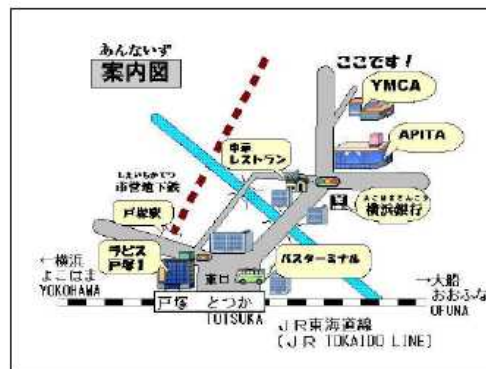 あんないず
案内図
ここです！
YMCA
APITA
中華
レストラン
しえいちかてつ
市営地下鉄
よこはまぎんこう
横浜銀行
戸塚駅
ラピス
戸塚1
東口
バスターミナル
←横浜
よこはま
YOKOHAMA
→大船
おおふな
OFUNA
戸塚 とつか
TOTSUKA
JR東海道線
(JR TOKAIDO LINE)